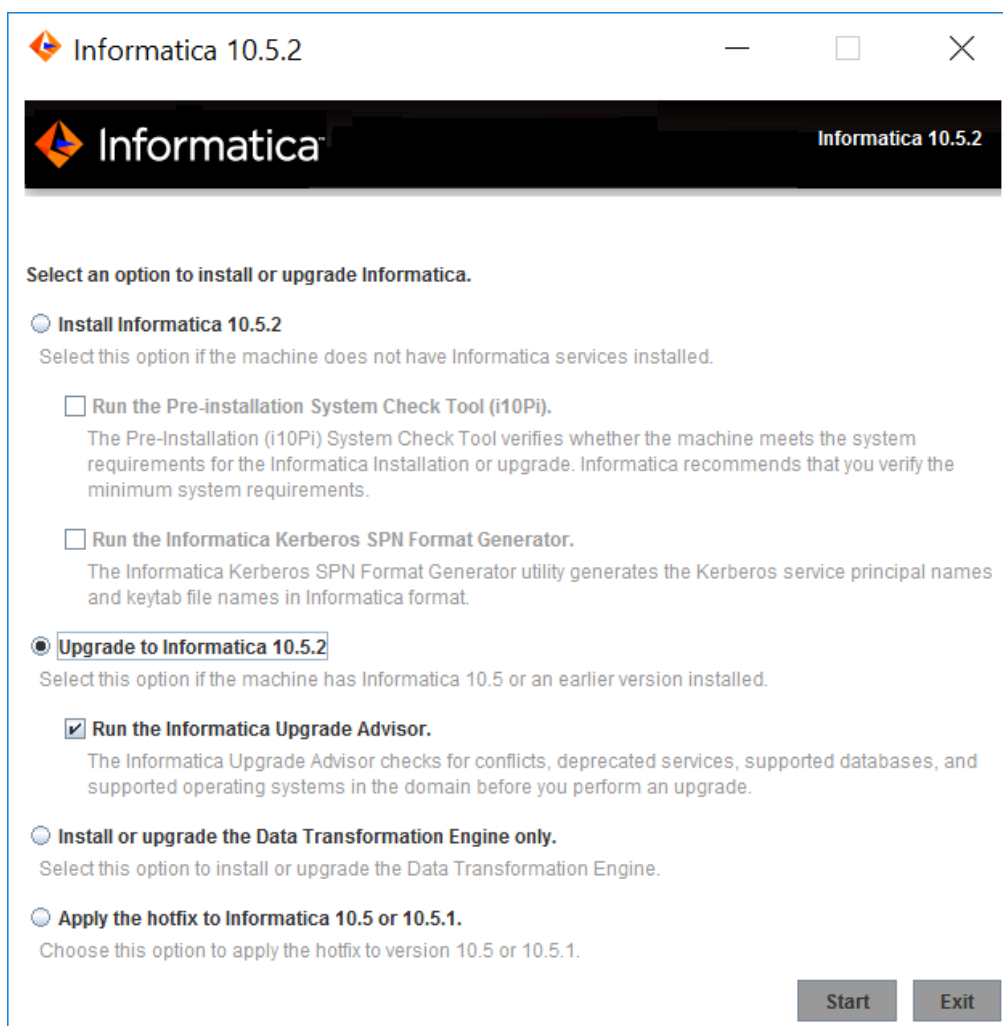 Informatica 10.5.2
Informatica
Informatica 10.5.2
Select an option to install or upgrade Informatica.
Install Informatica 10.5.2
Select this option if the machine does not have Informatica services installed.
Run the Pre-installation System Check Tool (i10Pi).
The Pre-Installation (i10Pi) System Check Tool verifies whether the machine meets the system
requirements for the Informatica Installation or upgrade. Informatica recommends that you verify the
minimum system requirements.
Run the Informatica Kerberos SPN Format Generator.
The Informatica Kerberos SPN Format Generator utility generates the Kerberos service principal names
and keytab file names in Informatica format.
Upgrade to Informatica 10.5.2
Select this option if the machine has Informatica 10.5 or an earlier version installed.
Run the Informatica Upgrade Advisor.
The Informatica Upgrade Advisor checks for conflicts, deprecated services, supported databases, and
supported operating systems in the domain before you perform an upgrade.
Install or upgrade the Data Transformation Engine only.
Select this option to install or upgrade the Data Transformation Engine.
Apply the hotfix to Informatica 10.5 or 10.5.1.
Choose this option to apply the hotfix to version 10.5 or 10.5.1.
Start Exit